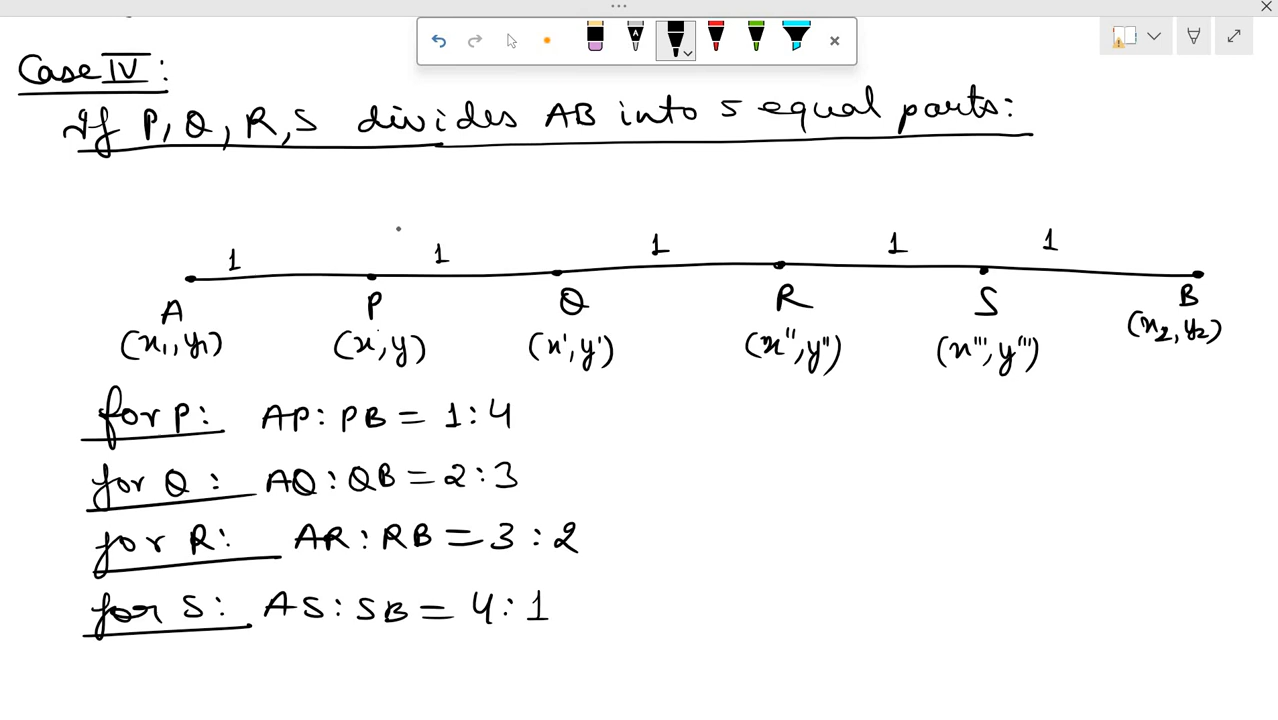 Case IV:
If P, Q, R, S divides AB into 5 equal parts:
1 1 1 1 1
A P Q R S B
(x₁, y₁) (x, y) (x', y') (x'', y'') (x''', y''') (x₂, y₂)
for P: AP : PB = 1 : 4
for Q: AQ : QB = 2 : 3
for R: AR : RB = 3 : 2
for S: AS : SB = 4 : 1